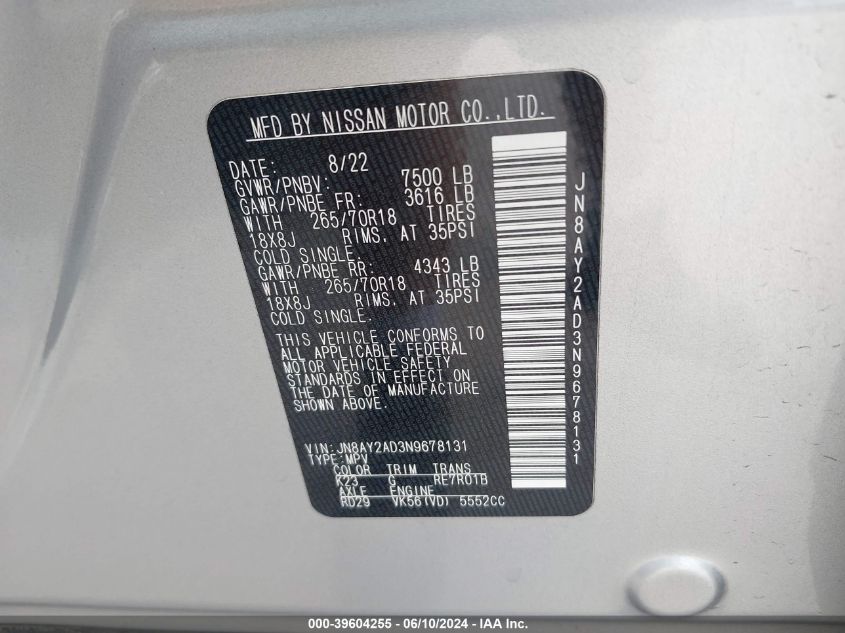 MFD BY NISSAN MOTOR CO.,LTD.
DATE: 8/22
GVWR/PNBV: 7500 LB
GAWR/PNBE FR: 3616 LB
WITH 265/70R18 TIRES
18X8J RIMS, AT 35PSI
COLD SINGLE.
GAWR/PNBE RR: 4343 LB
WITH 265/70R18 TIRES
18X8J RIMS, AT 35PSI
COLD SINGLE.
THIS VEHICLE CONFORMS TO
ALL APPLICABLE FEDERAL
MOTOR VEHICLE SAFETY
STANDARDS IN EFFECT ON
THE DATE OF MANUFACTURE
SHOWN ABOVE.
VIN: JN8AY2AD3N9678131
TYPE: MPV
COLOR TRIM TRANS
K23 G RE7R01B
AXLE ENGINE
RD29 VK56(VD) 5552CC
JN8AY2AD3N9678131
000-39604255 - 06/10/2024 - IAA Inc.